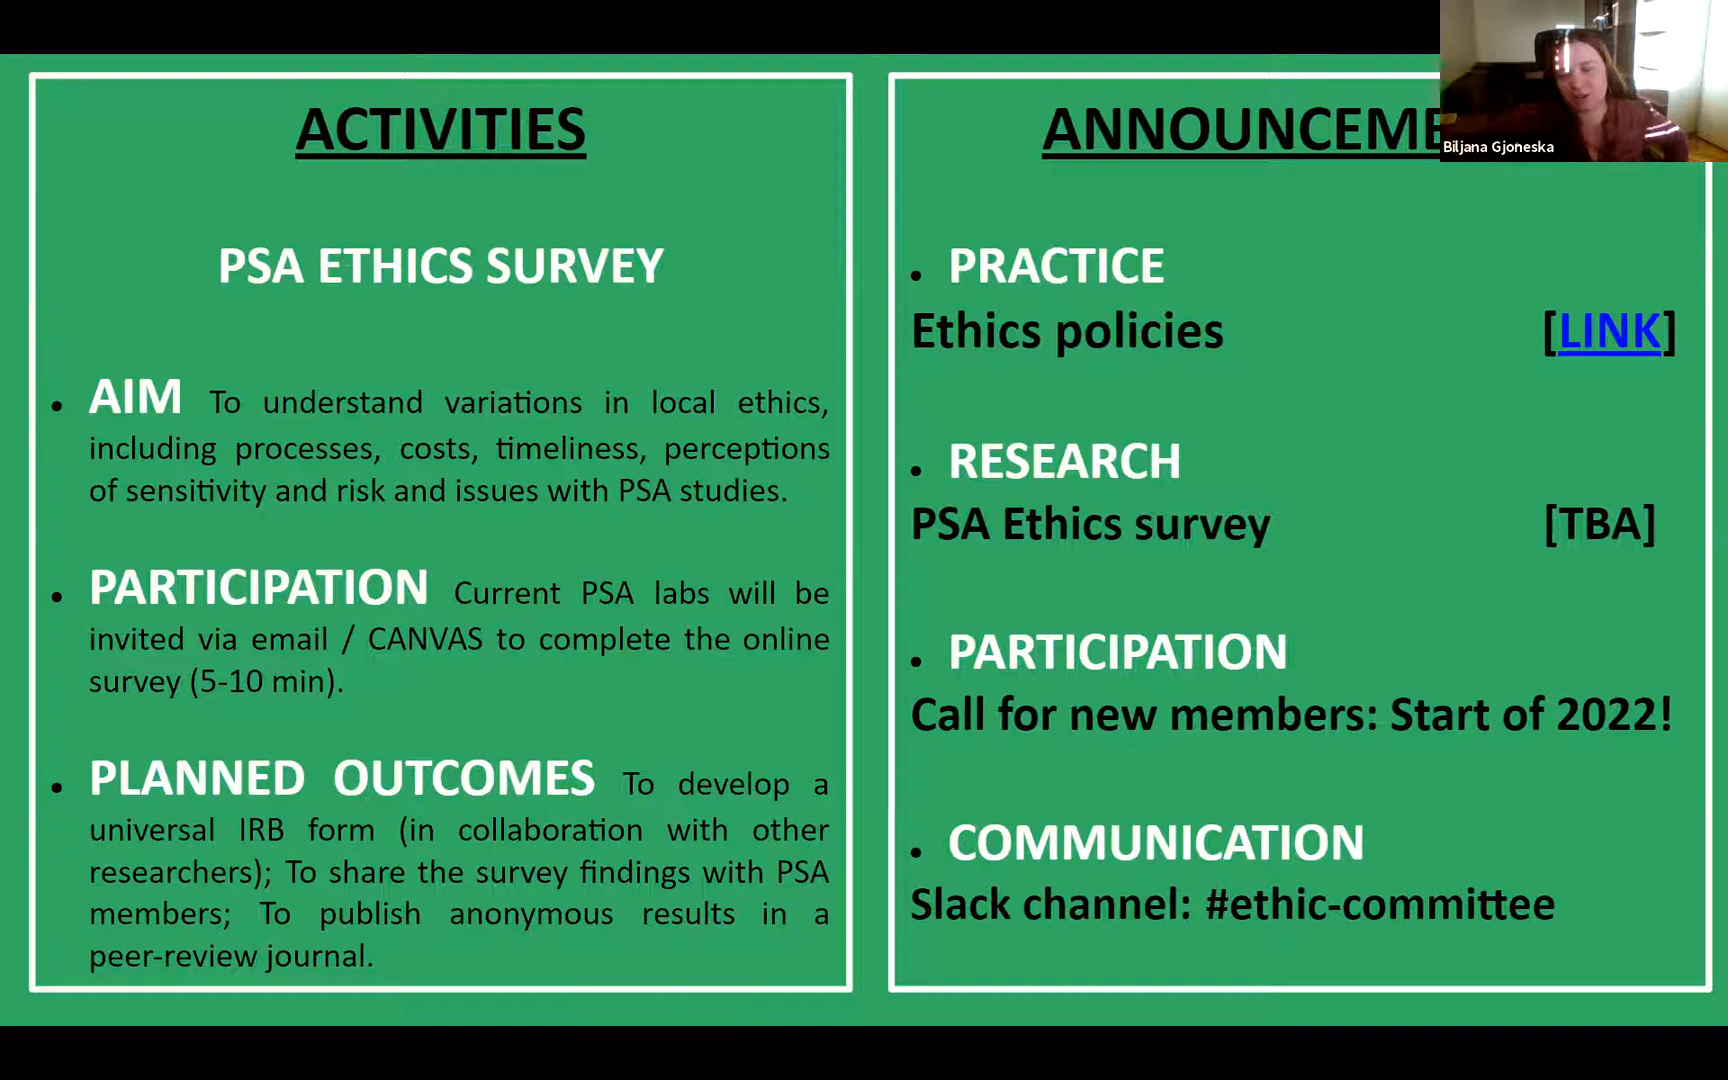 ACTIVITIES
PSA ETHICS SURVEY
• AIM To understand variations in local ethics,
including processes, costs, timeliness, perceptions
of sensitivity and risk and issues with PSA studies.
• PARTICIPATION Current PSA labs will be
invited via email / CANVAS to complete the online
survey (5-10 min).
• PLANNED OUTCOMES To develop a
universal IRB form (in collaboration with other
researchers); To share the survey findings with PSA
members; To publish anonymous results in a
peer-review journal.
ANNOUNCEME
• PRACTICE
Ethics policies [LINK]
• RESEARCH
PSA Ethics survey [TBA]
• PARTICIPATION
Call for new members: Start of 2022!
• COMMUNICATION
Slack channel: #ethic-committee
Biljana Gjoneska